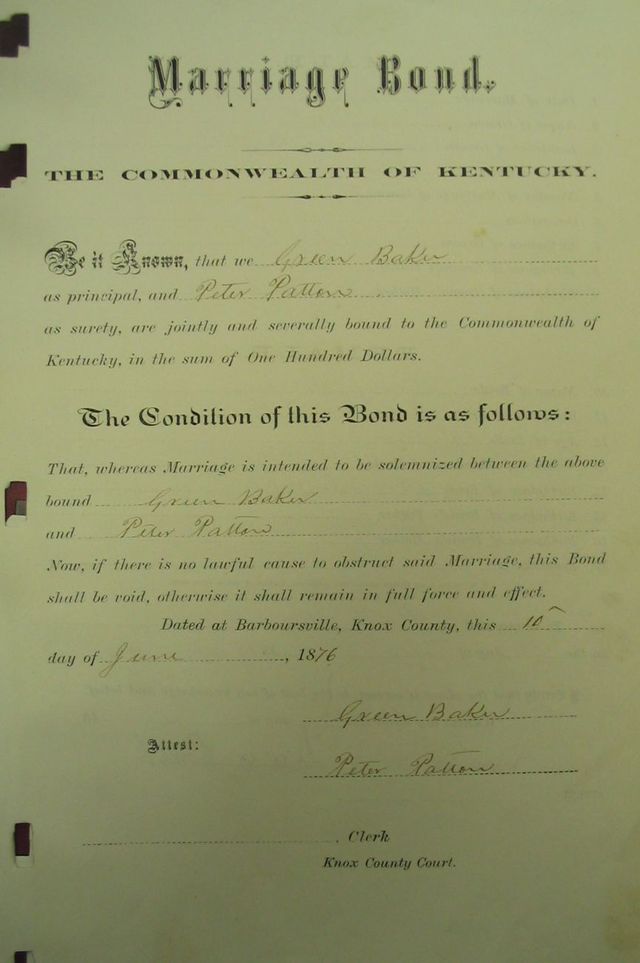 Marriage Bond.
THE COMMONWEALTH OF KENTUCKY.
Be it Known, that we Green Baker
as principal, and Peter Patton
as surety, are jointly and severally bound to the Commonwealth of
Kentucky, in the sum of One Hundred Dollars.
The Condition of this Bond is as follows:
That, whereas Marriage is intended to be solemnized between the above
bound Green Baker
and Peter Patton
Now, if there is no lawful cause to obstruct said Marriage, this Bond
shall be void, otherwise it shall remain in full force and effect.
Dated at Barboursville, Knox County, this 10
day of June, 1876
Green Baker
Attest:
Peter Patton
, Clerk
Knox County Court.